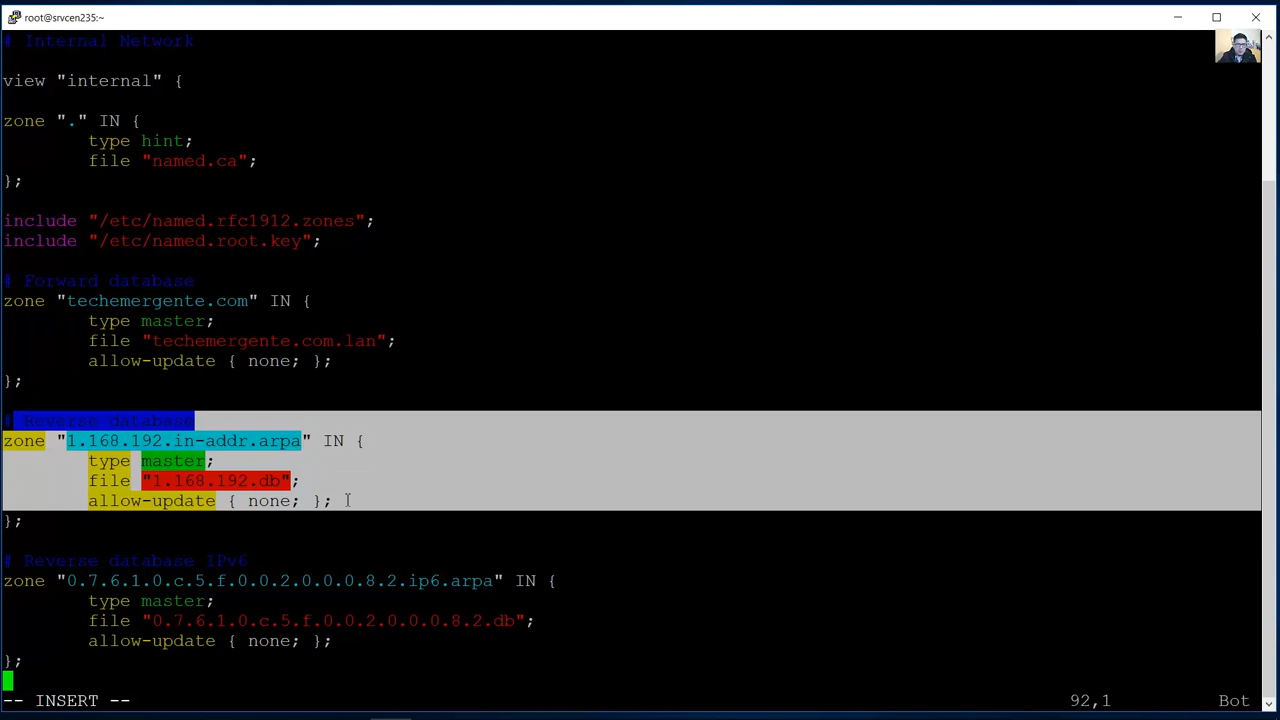 root@srvcen235:~
# Internal Network
view "internal" {
zone "." IN {
type hint;
file "named.ca";
};
include "/etc/named.rfc1912.zones";
include "/etc/named.root.key";
# Forward database
zone "techemergente.com" IN {
type master;
file "techemergente.com.lan";
allow-update { none; };
};
# Reverse database
zone "1.168.192.in-addr.arpa" IN {
type master;
file "1.168.192.db";
allow-update { none; };
};
# Reverse database IPv6
zone "0.7.6.1.0.c.5.f.0.0.2.0.0.0.8.2.ip6.arpa" IN {
type master;
file "0.7.6.1.0.c.5.f.0.0.2.0.0.0.8.2.db";
allow-update { none; };
};
-- INSERT -- 92,1 Bot